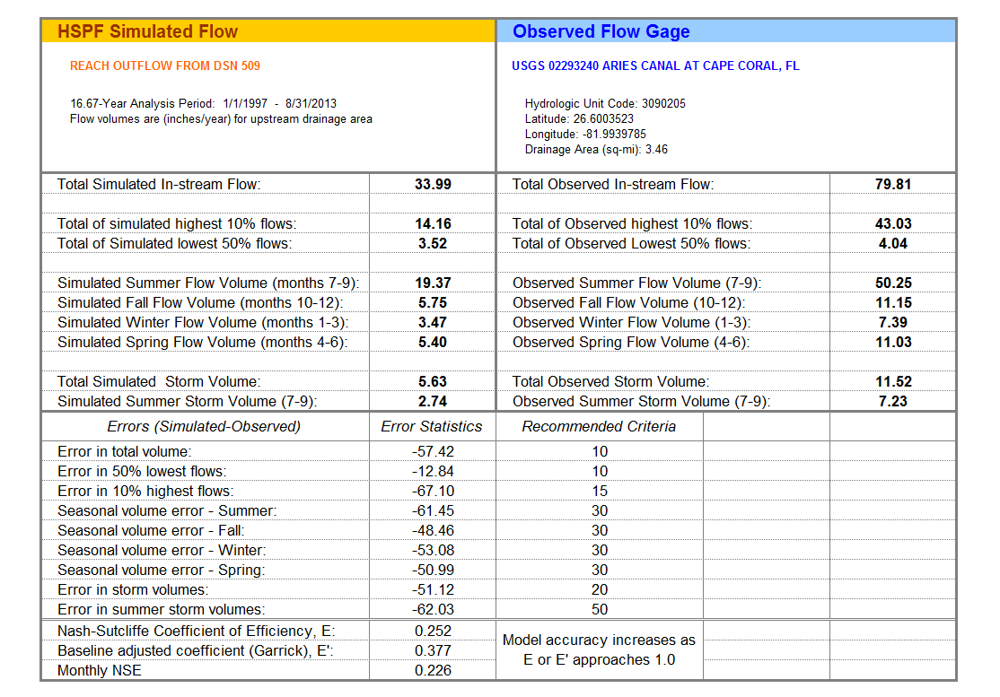 HSPF Simulated Flow
Observed Flow Gage
REACH OUTFLOW FROM DSN 509
USGS 02293240 ARIES CANAL AT CAPE CORAL, FL
16.67-Year Analysis Period:  1/1/1997  -  8/31/2013
Flow volumes are (inches/year) for upstream drainage area
Hydrologic Unit Code: 3090205
Latitude: 26.6003523
Longitude: -81.9939785
Drainage Area (sq-mi): 3.46
Total Simulated In-stream Flow: 33.99 Total Observed In-stream Flow: 79.81
Total of simulated highest 10% flows: 14.16 Total of Observed highest 10% flows: 43.03
Total of Simulated lowest 50% flows: 3.52 Total of Observed Lowest 50% flows: 4.04
Simulated Summer Flow Volume (months 7-9): 19.37 Observed Summer Flow Volume (7-9): 50.25
Simulated Fall Flow Volume (months 10-12): 5.75 Observed Fall Flow Volume (10-12): 11.15
Simulated Winter Flow Volume (months 1-3): 3.47 Observed Winter Flow Volume (1-3): 7.39
Simulated Spring Flow Volume (months 4-6): 5.40 Observed Spring Flow Volume (4-6): 11.03
Total Simulated  Storm Volume: 5.63 Total Observed Storm Volume: 11.52
Simulated Summer Storm Volume (7-9): 2.74 Observed Summer Storm Volume (7-9): 7.23
Errors (Simulated-Observed) Error Statistics Recommended Criteria
Error in total volume: -57.42 10
Error in 50% lowest flows: -12.84 10
Error in 10% highest flows: -67.10 15
Seasonal volume error - Summer: -61.45 30
Seasonal volume error - Fall: -48.46 30
Seasonal volume error - Winter: -53.08 30
Seasonal volume error - Spring: -50.99 30
Error in storm volumes: -51.12 20
Error in summer storm volumes: -62.03 50
Nash-Sutcliffe Coefficient of Efficiency, E: 0.252
Baseline adjusted coefficient (Garrick), E': 0.377
Monthly NSE 0.226
Model accuracy increases as
E or E' approaches 1.0